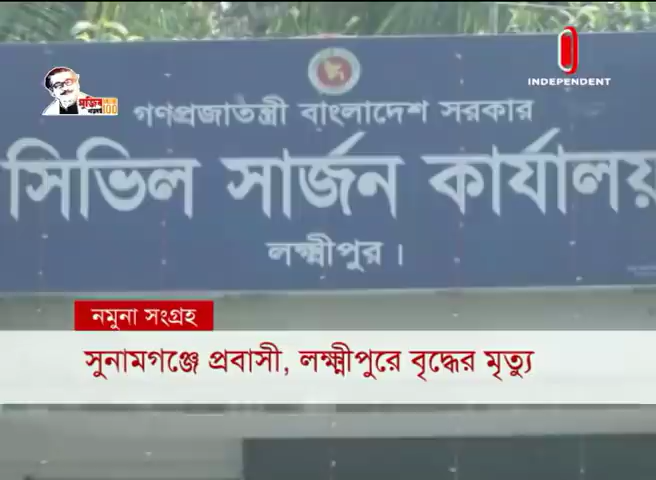 INDEPENDENT
গণপ্রজাতন্ত্রী বাংলাদেশ সরকার
সিভিল সার্জন কার্যালয়
লক্ষ্মীপুর।
নমুনা সংগ্রহ
সুনামগঞ্জে প্রবাসী, লক্ষ্মীপুরে বৃদ্ধের মৃত্যু